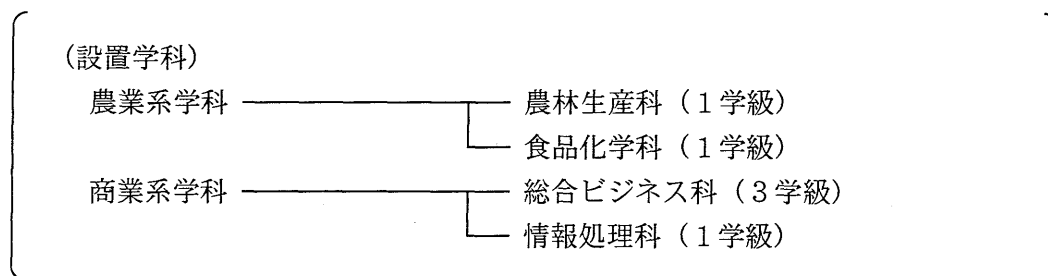 （設置学科）
農業系学科 農林生産科（１学級）
食品化学科（１学級）
商業系学科 総合ビジネス科（３学級）
情報処理科（１学級）